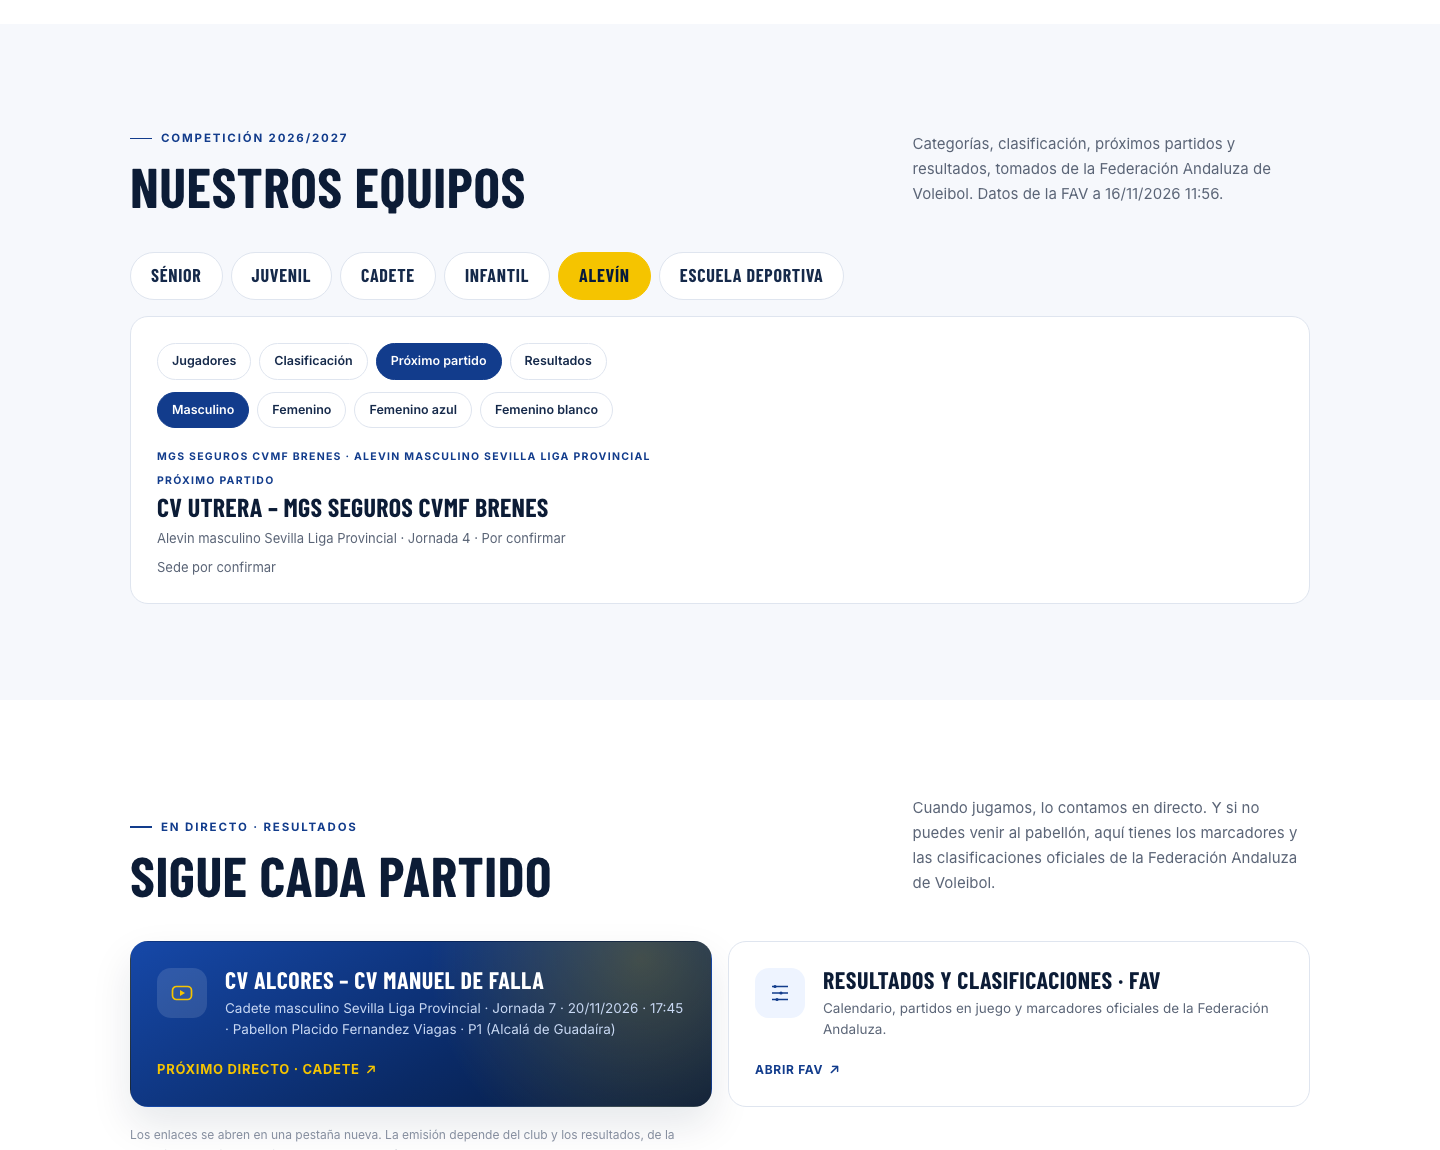 COMPETICIÓN 2026/2027
NUESTROS EQUIPOS
Categorías, clasificación, próximos partidos y
resultados, tomados de la Federación Andaluza de
Voleibol. Datos de la FAV a 16/11/2026 11:56.
SÉNIOR
JUVENIL
CADETE
INFANTIL
ALEVÍN
ESCUELA DEPORTIVA
Jugadores
Clasificación
Próximo partido
Resultados
Masculino
Femenino
Femenino azul
Femenino blanco
MGS SEGUROS CVMF BRENES · ALEVIN MASCULINO SEVILLA LIGA PROVINCIAL
PRÓXIMO PARTIDO
CV UTRERA – MGS SEGUROS CVMF BRENES
Alevin masculino Sevilla Liga Provincial · Jornada 4 · Por confirmar
Sede por confirmar
EN DIRECTO · RESULTADOS
SIGUE CADA PARTIDO
Cuando jugamos, lo contamos en directo. Y si no
puedes venir al pabellón, aquí tienes los marcadores y
las clasificaciones oficiales de la Federación Andaluza
de Voleibol.
CV ALCORES – CV MANUEL DE FALLA
Cadete masculino Sevilla Liga Provincial · Jornada 7 · 20/11/2026 · 17:45
· Pabellon Placido Fernandez Viagas · P1 (Alcalá de Guadaíra)
PRÓXIMO DIRECTO · CADETE ↗
RESULTADOS Y CLASIFICACIONES · FAV
Calendario, partidos en juego y marcadores oficiales de la Federación
Andaluza.
ABRIR FAV ↗
Los enlaces se abren en una pestaña nueva. La emisión depende del club y los resultados, de la